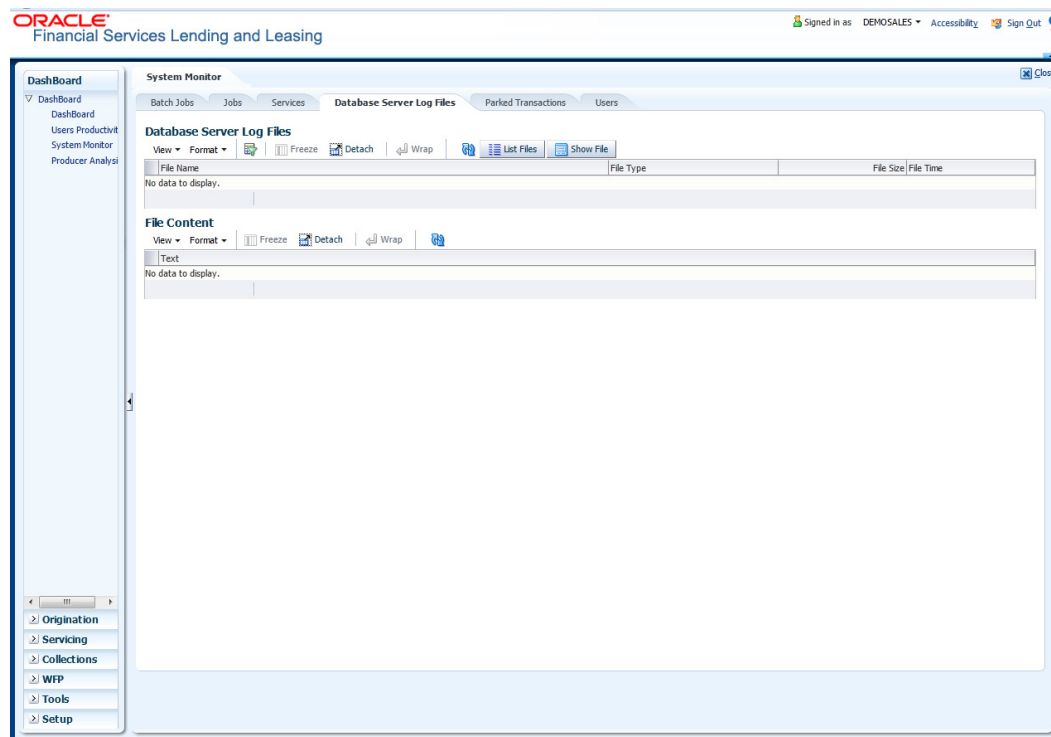 ORACLE®
Financial Services Lending and Leasing
Signed in as DEMOSALES Accessibility Sign Out
DashBoard
DashBoard
DashBoard
Users Productivit
System Monitor
Producer Analysi
System Monitor
Clos
Batch Jobs Jobs Services Database Server Log Files Parked Transactions Users
Database Server Log Files
View Format Freeze Detach Wrap List Files Show File
File Name File Type File Size File Time
No data to display.
File Content
View Format Freeze Detach Wrap
Text
No data to display.
Origination
Servicing
Collections
WFP
Tools
Setup